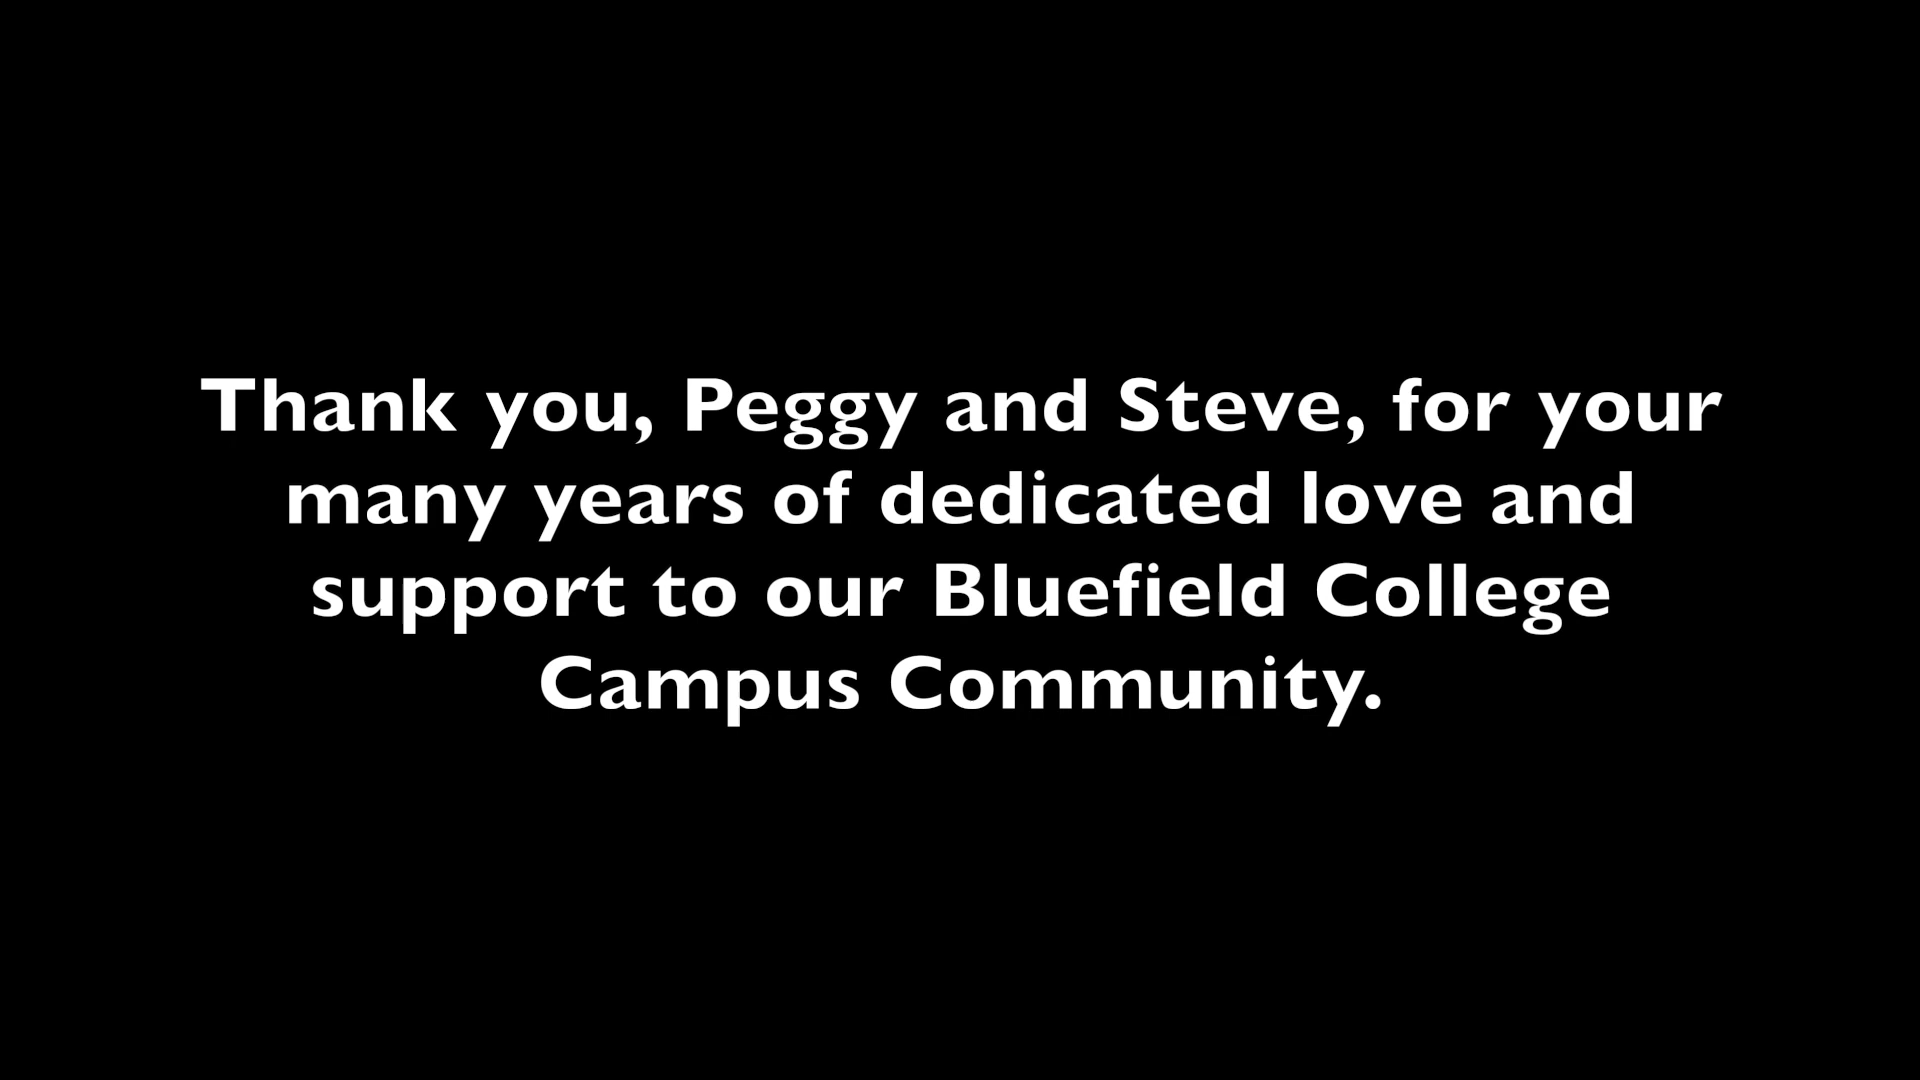 Thank you, Peggy and Steve, for your
many years of dedicated love and
support to our Bluefield College
Campus Community.